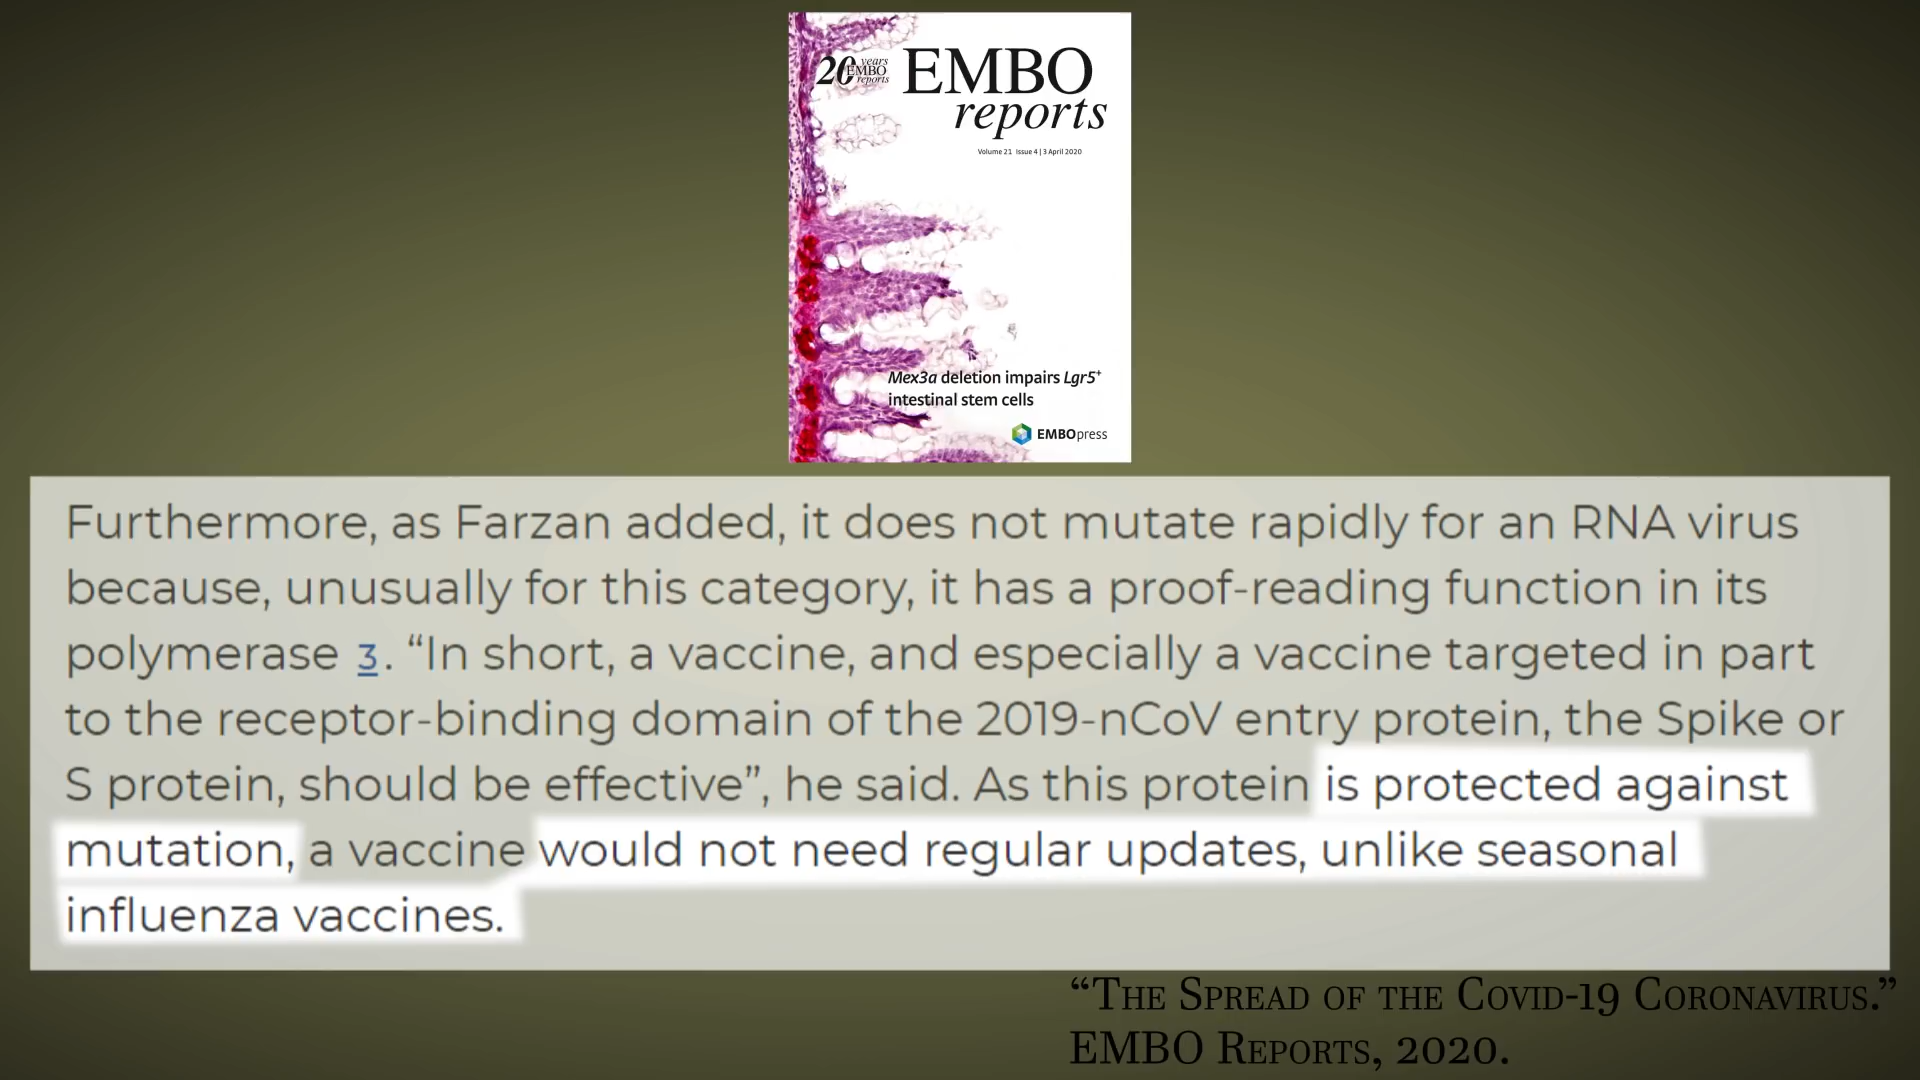 20 years
EMBO
reports
EMBO
reports
Volume 21 Issue 4 | 3 April 2020
Mex3a deletion impairs Lgr5+
intestinal stem cells
EMBOpress
Furthermore, as Farzan added, it does not mutate rapidly for an RNA virus
because, unusually for this category, it has a proof-reading function in its
polymerase 3. “In short, a vaccine, and especially a vaccine targeted in part
to the receptor-binding domain of the 2019-nCoV entry protein, the Spike or
S protein, should be effective”, he said. As this protein is protected against
mutation, a vaccine would not need regular updates, unlike seasonal
influenza vaccines.
“The Spread of the Covid-19 Coronavirus.”
EMBO Reports, 2020.